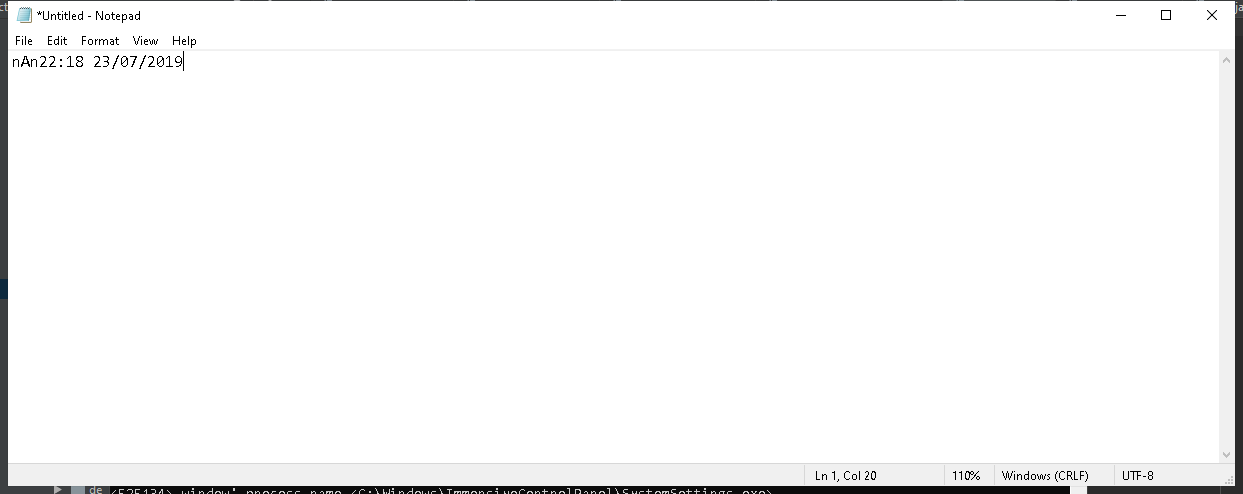 *Untitled - Notepad
File Edit Format View Help
nAn22:18 23/07/2019
Ln 1, Col 20 110% Windows (CRLF) UTF-8
de <525134> window' process name <C:\Windows\ImmersiveControlPanel\SystemSettings.exe>